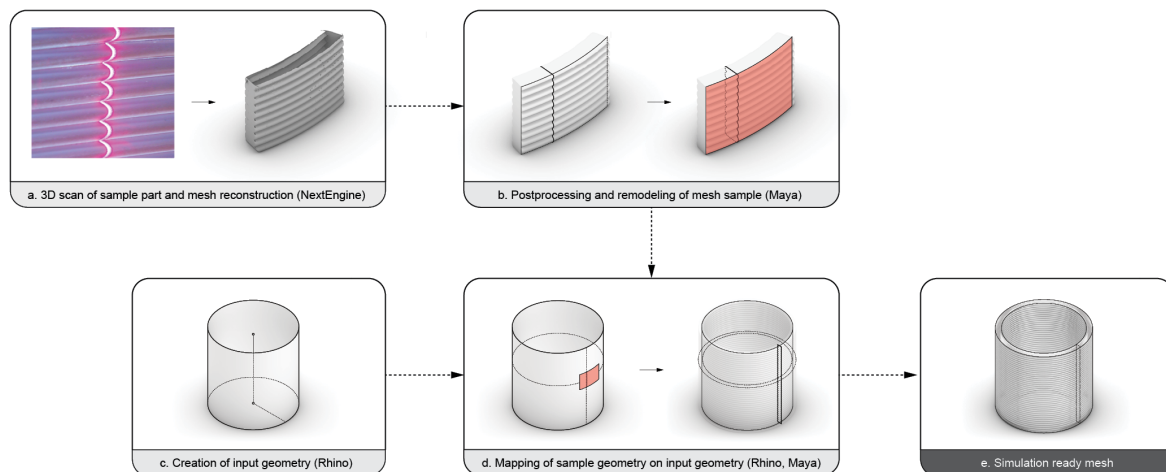 a. 3D scan of sample part and mesh reconstruction (NextEngine)
b. Postprocessing and remodeling of mesh sample (Maya)
c. Creation of input geometry (Rhino)
d. Mapping of sample geometry on input geometry (Rhino, Maya)
e. Simulation ready mesh